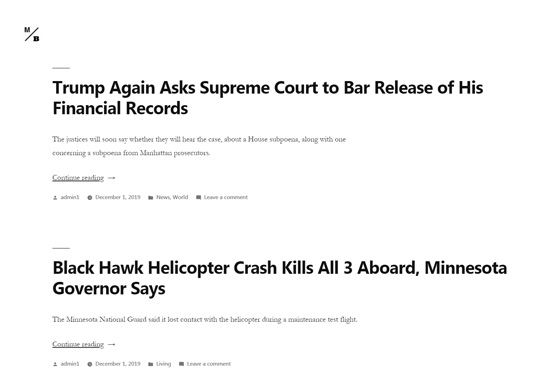 M
B
Trump Again Asks Supreme Court to Bar Release of His
Financial Records
The justices will soon say whether they will hear the case, about a House subpoena, along with one
concerning a subpoena from Manhattan prosecutors.
Continue reading →
admin1 December 1, 2019 News, World Leave a comment
Black Hawk Helicopter Crash Kills All 3 Aboard, Minnesota
Governor Says
The Minnesota National Guard said it lost contact with the helicopter during a maintenance test flight.
Continue reading →
admin1 December 1, 2019 Living Leave a comment